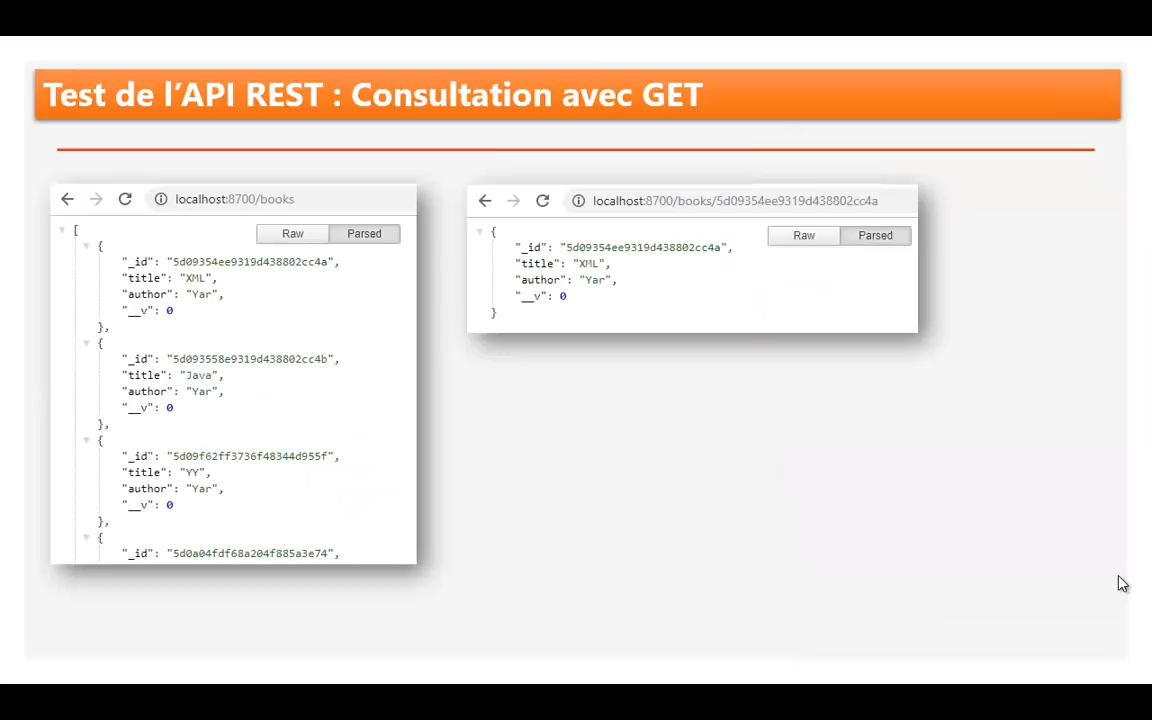 Test de l'API REST : Consultation avec GET
localhost:8700/books
Raw Parsed
[
{
"_id": "5d09354ee9319d438802cc4a",
"title": "XML",
"author": "Yar",
"__v": 0
},
{
"_id": "5d093558e9319d438802cc4b",
"title": "Java",
"author": "Yar",
"__v": 0
},
{
"_id": "5d09f62ff3736f48344d955f",
"title": "YY",
"author": "Yar",
"__v": 0
},
{
"_id": "5d0a04fdf68a204f885a3e74",
localhost:8700/books/5d09354ee9319d438802cc4a
Raw Parsed
{
"_id": "5d09354ee9319d438802cc4a",
"title": "XML",
"author": "Yar",
"__v": 0
}